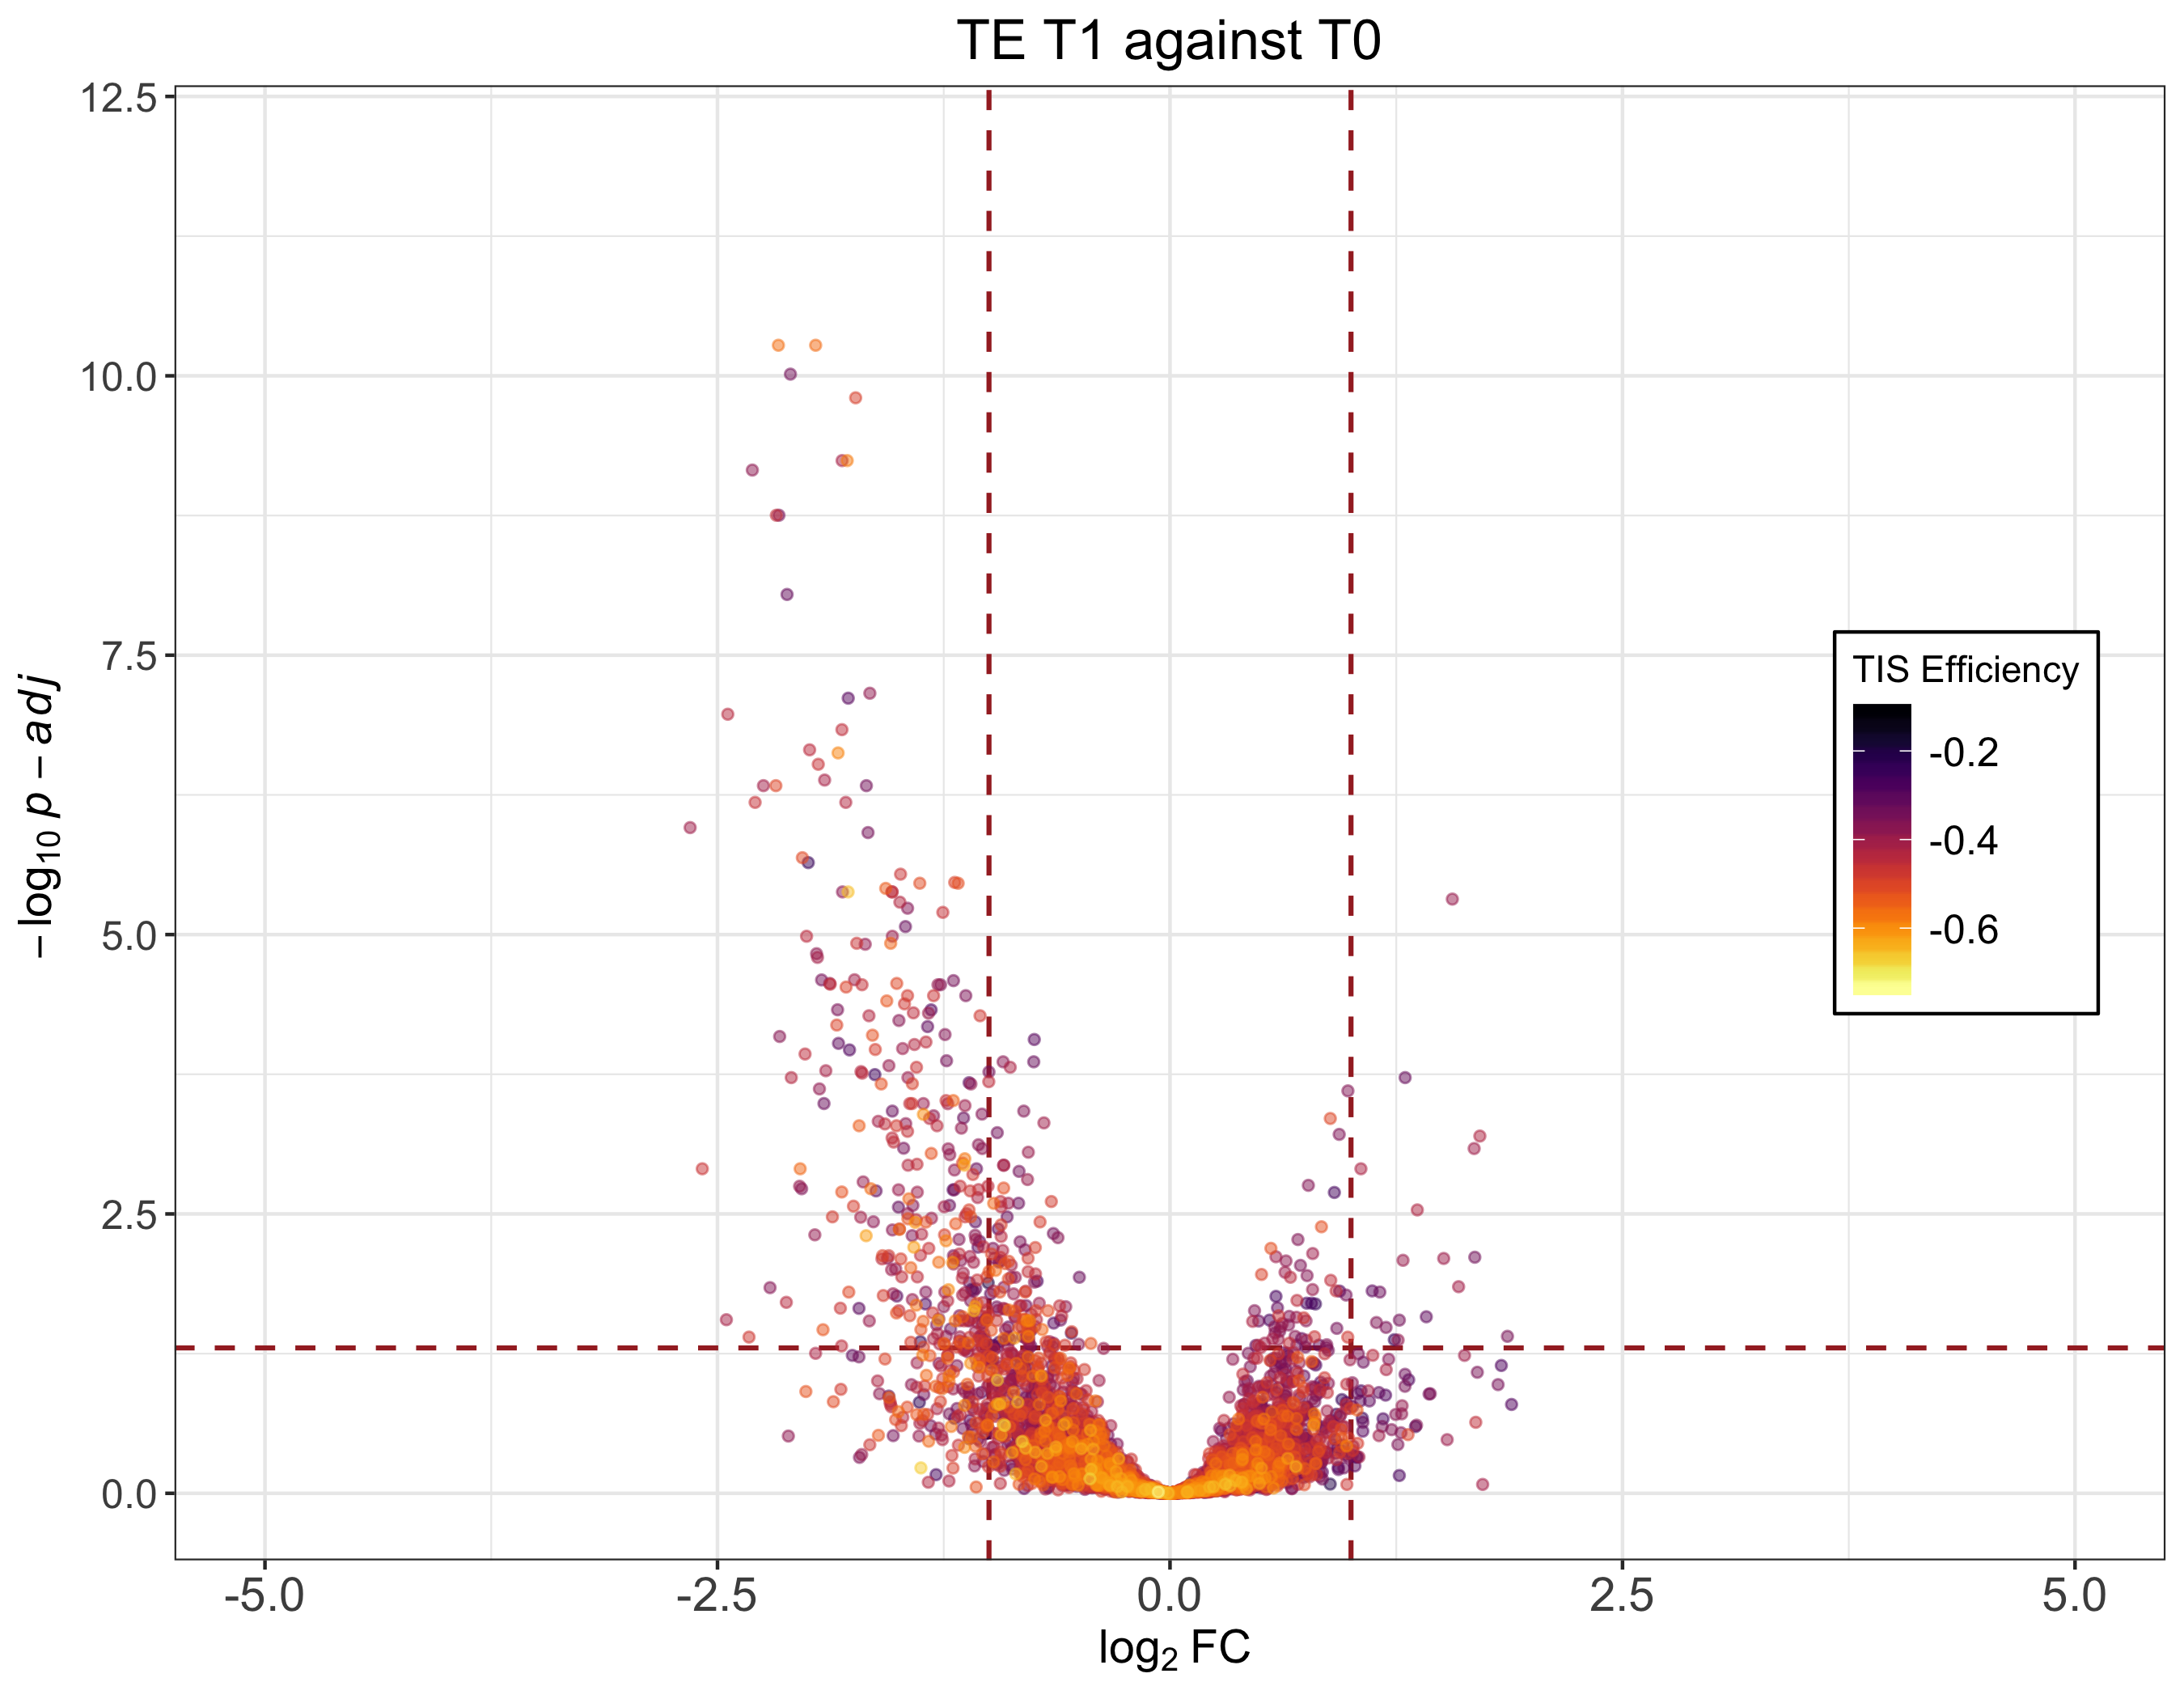 TE T1 against T0
12.5
10.0
7.5
5.0
2.5
0.0
−log10 p − adj
TIS Efficiency
-0.2
-0.4
-0.6
-5.0 -2.5 0.0 2.5 5.0
log2 FC